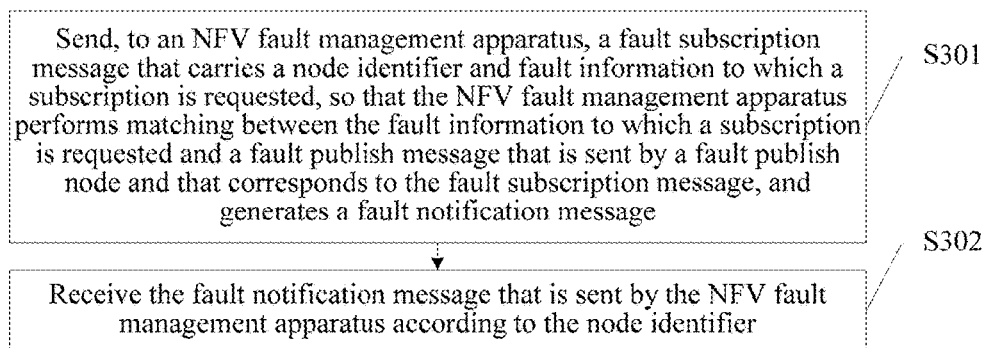 Send, to an NFV fault management apparatus, a fault subscription
message that carries a node identifier and fault information to which a
subscription is requested, so that the NFV fault management apparatus
performs matching between the fault information to which a subscription
is requested and a fault publish message that is sent by a fault publish
node and that corresponds to the fault subscription message, and
generates a fault notification message
S301
Receive the fault notification message that is sent by the NFV fault
management apparatus according to the node identifier
S302